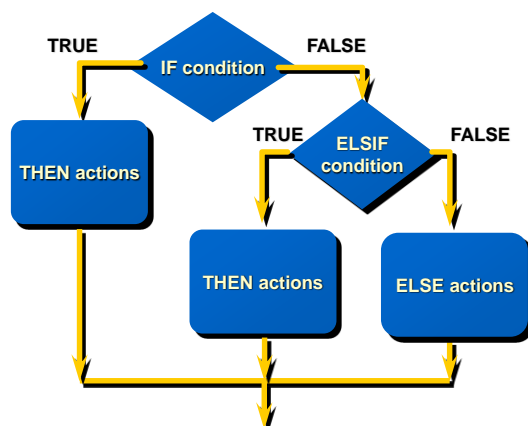 TRUE
FALSE
IF condition
TRUE
ELSIF
condition
FALSE
THEN actions
THEN actions
ELSE actions